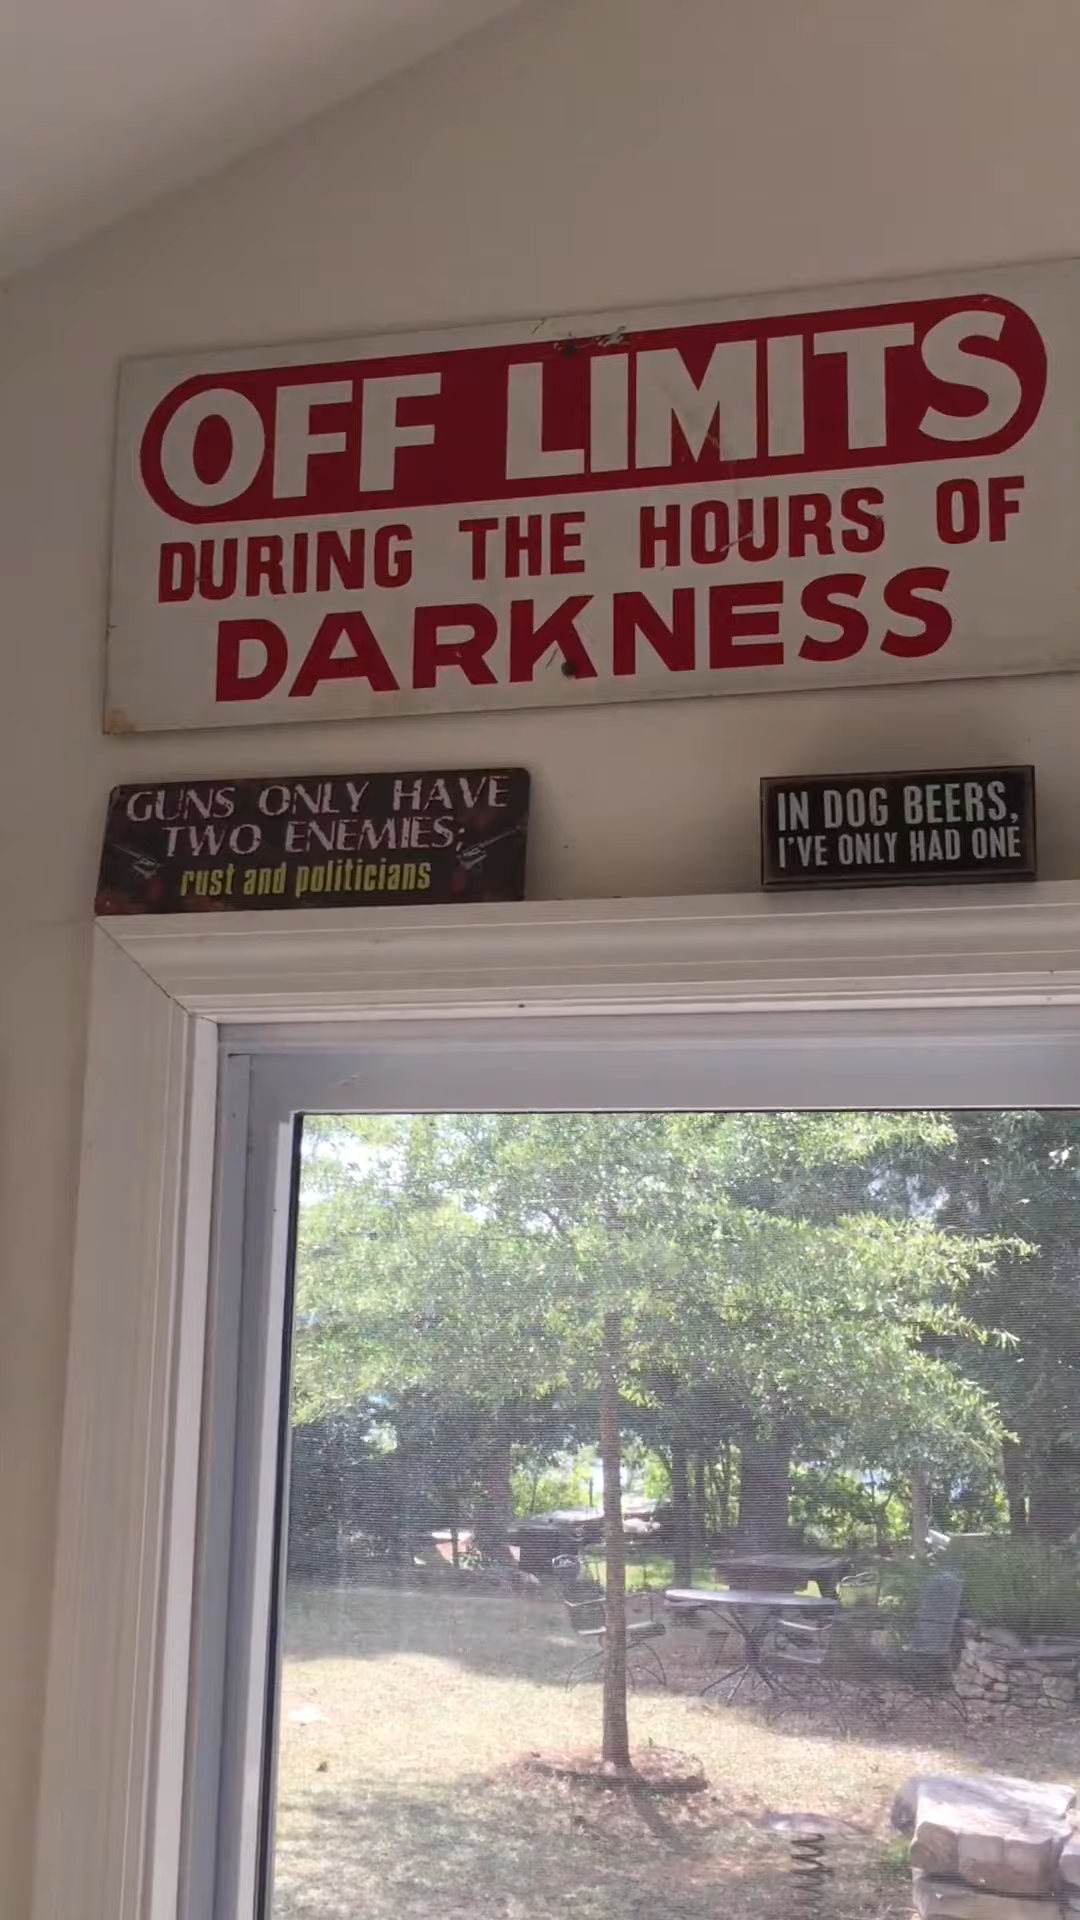 OFF LIMITS
DURING THE HOURS OF
DARKNESS
GUNS ONLY HAVE
TWO ENEMIES;
rust and politicians
IN DOG BEERS,
I'VE ONLY HAD ONE